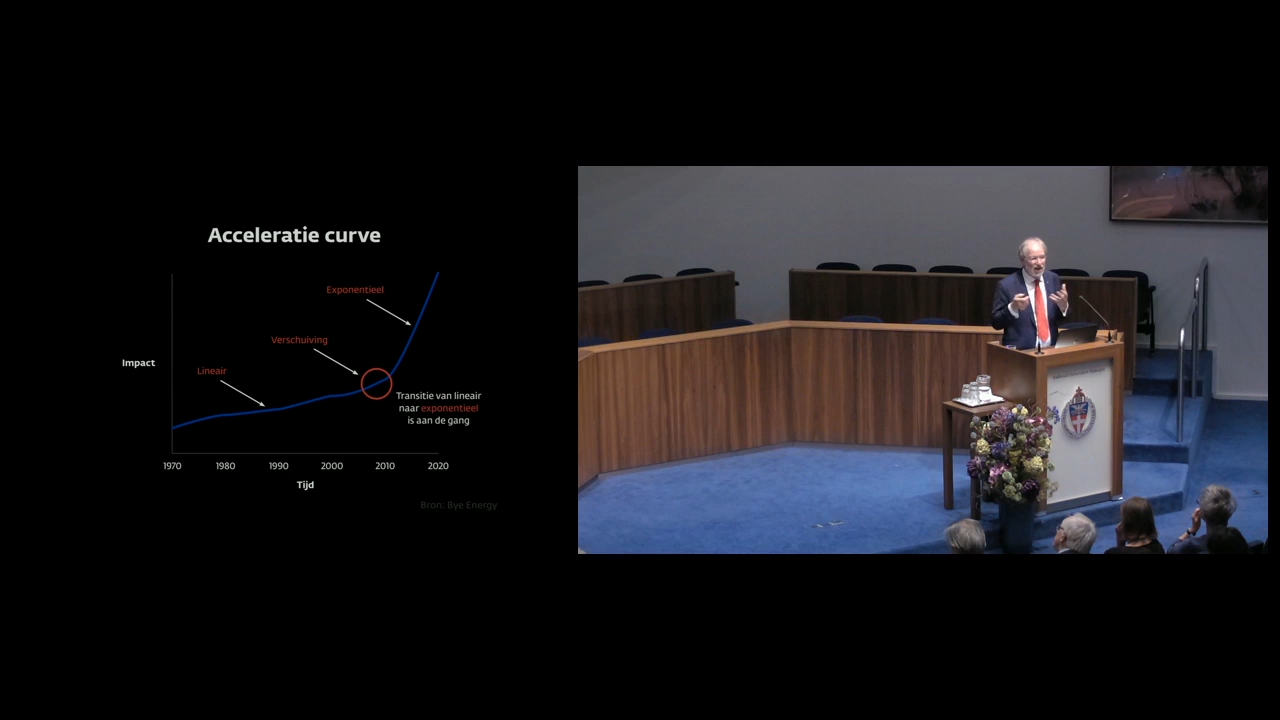 Acceleratie curve
Exponentieel
Verschuiving
Impact
Lineair
Transitie van lineair
naar exponentieel
is aan de gang
1970 1980 1990 2000 2010 2020
Tijd
Bron: Bye Energy